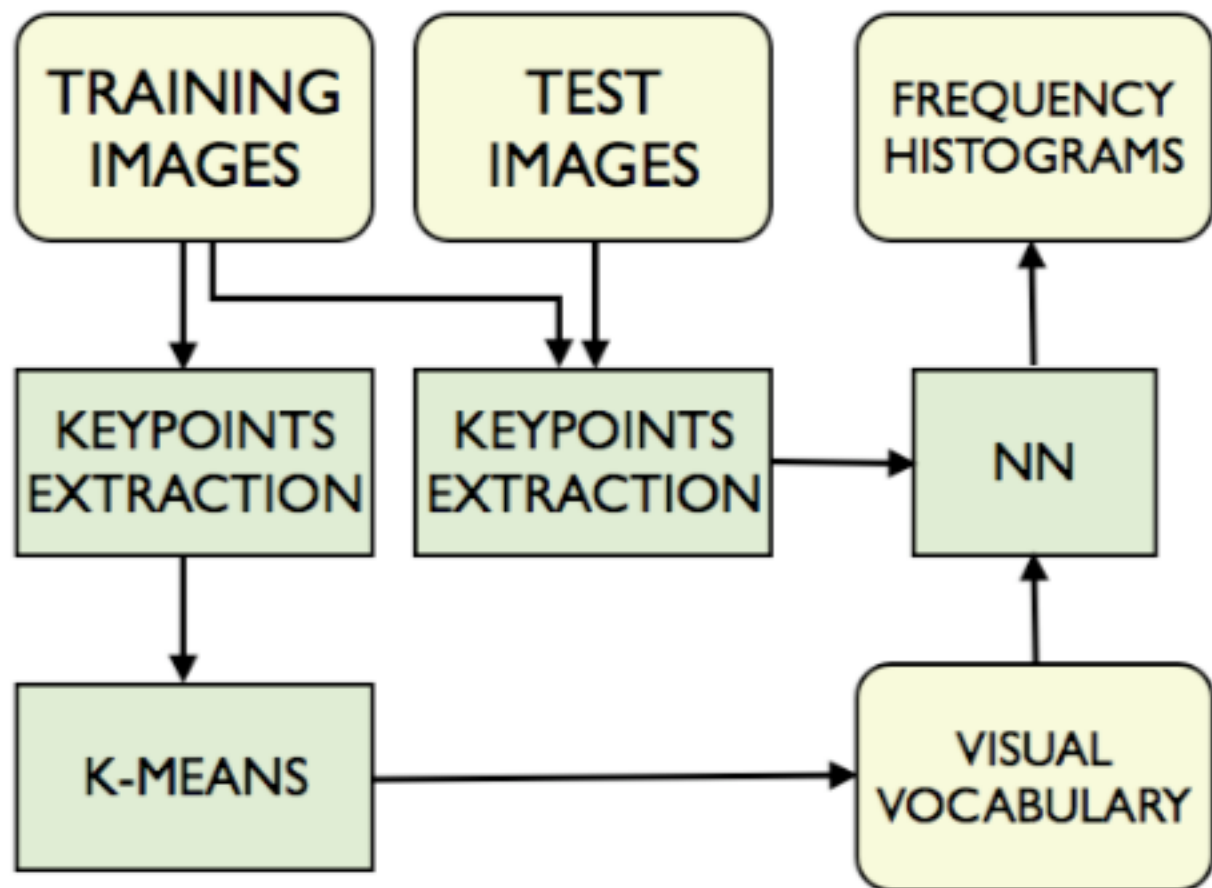 TRAINING
IMAGES
TEST
IMAGES
FREQUENCY
HISTOGRAMS
KEYPOINTS
EXTRACTION
KEYPOINTS
EXTRACTION
NN
K-MEANS
VISUAL
VOCABULARY